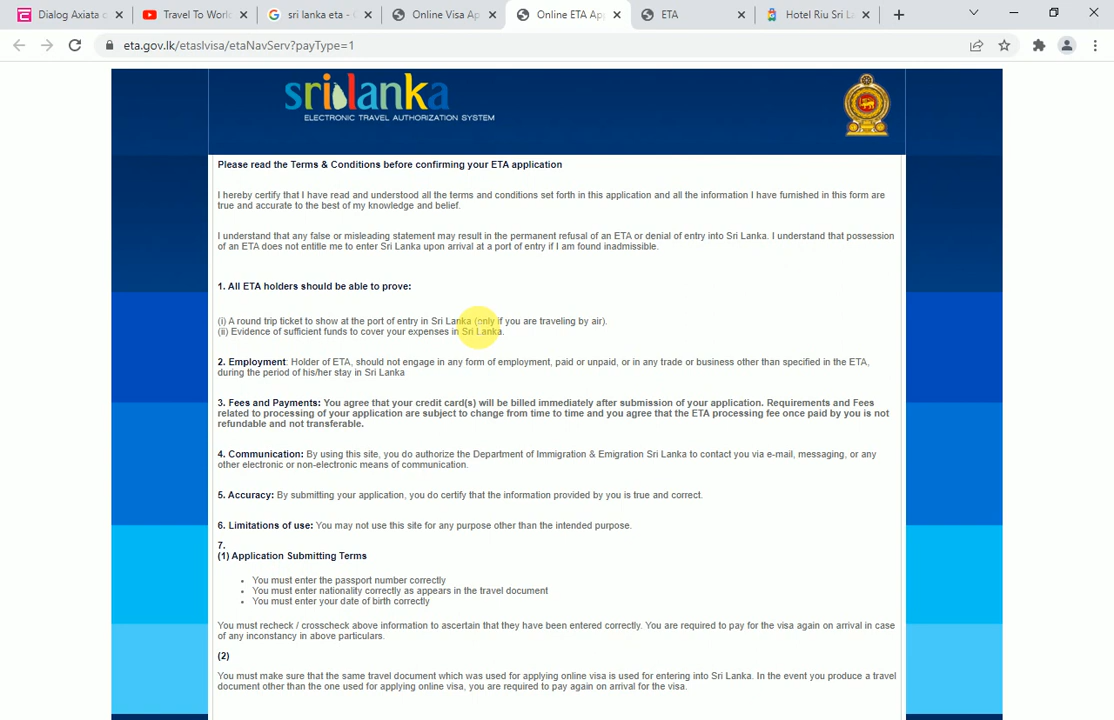 Dialog Axiata
Travel To Worl
sri lanka eta -
Online Visa Ap
Online ETA Ap
ETA
Hotel Riu Sri L
eta.gov.lk/etaslvisa/etaNavServ?payType=1
srilanka
ELECTRONIC TRAVEL AUTHORIZATION SYSTEM
Please read the Terms & Conditions before confirming your ETA application
I hereby certify that I have read and understood all the terms and conditions set forth in this application and all the information I have furnished in this form are
true and accurate to the best of my knowledge and belief.
I understand that any false or misleading statement may result in the permanent refusal of an ETA or denial of entry into Sri Lanka. I understand that possession
of an ETA does not entitle me to enter Sri Lanka upon arrival at a port of entry if I am found inadmissible.
1. All ETA holders should be able to prove:
(i) A round trip ticket to show at the port of entry in Sri Lanka (only if you are traveling by air).
(ii) Evidence of sufficient funds to cover your expenses in Sri Lanka.
2. Employment: Holder of ETA, should not engage in any form of employment, paid or unpaid, or in any trade or business other than specified in the ETA,
during the period of his/her stay in Sri Lanka
3. Fees and Payments: You agree that your credit card(s) will be billed immediately after submission of your application. Requirements and Fees
related to processing of your application are subject to change from time to time and you agree that the ETA processing fee once paid by you is not
refundable and not transferable.
4. Communication: By using this site, you do authorize the Department of Immigration & Emigration Sri Lanka to contact you via e-mail, messaging, or any
other electronic or non-electronic means of communication.
5. Accuracy: By submitting your application, you do certify that the information provided by you is true and correct.
6. Limitations of use: You may not use this site for any purpose other than the intended purpose.
7.
(1) Application Submitting Terms
• You must enter the passport number correctly
• You must enter nationality correctly as appears in the travel document
• You must enter your date of birth correctly
You must recheck / crosscheck above information to ascertain that they have been entered correctly. You are required to pay for the visa again on arrival in case
of any inconstancy in above particulars.
(2)
You must make sure that the same travel document which was used for applying online visa is used for entering into Sri Lanka. In the event you produce a travel
document other than the one used for applying online visa, you are required to pay again on arrival for the visa.